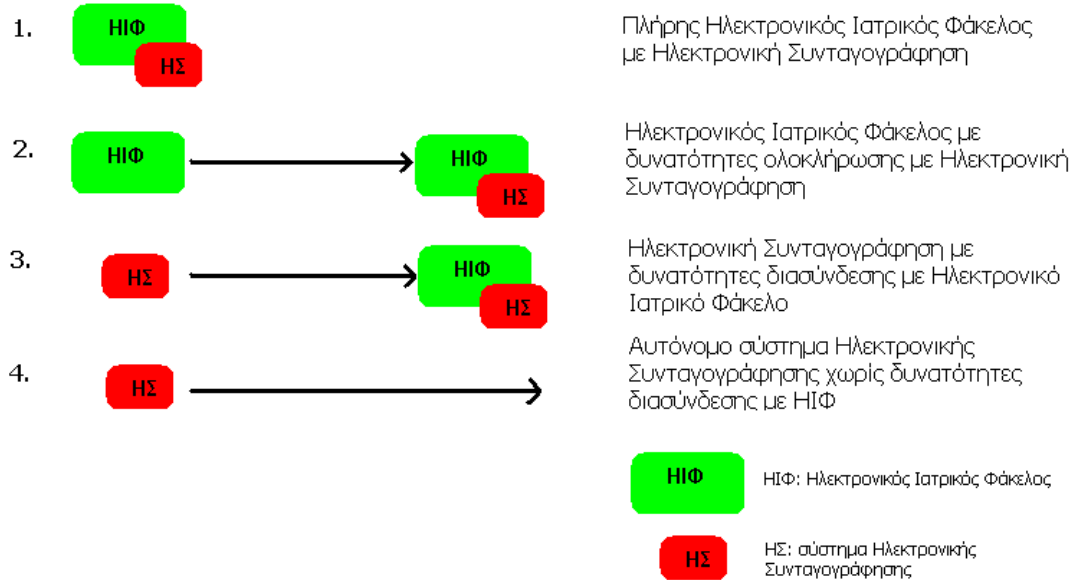 1.
ΗΙΦ
ΗΣ
Πλήρης Ηλεκτρονικός Ιατρικός Φάκελος
με Ηλεκτρονική Συνταγογράφηση
2.
ΗΙΦ
ΗΙΦ
ΗΣ
Ηλεκτρονικός Ιατρικός Φάκελος με
δυνατότητες ολοκλήρωσης με Ηλεκτρονική
Συνταγογράφηση
3.
ΗΣ
ΗΙΦ
ΗΣ
Ηλεκτρονική Συνταγογράφηση με
δυνατότητες διασύνδεσης με Ηλεκτρονικό
Ιατρικό Φάκελο
4.
ΗΣ
Αυτόνομο σύστημα Ηλεκτρονικής
Συνταγογράφησης χωρίς δυνατότητες
διασύνδεσης με ΗΙΦ
ΗΙΦ
ΗΙΦ: Ηλεκτρονικός Ιατρικός Φάκελος
ΗΣ
ΗΣ: σύστημα Ηλεκτρονικής
Συνταγογράφησης